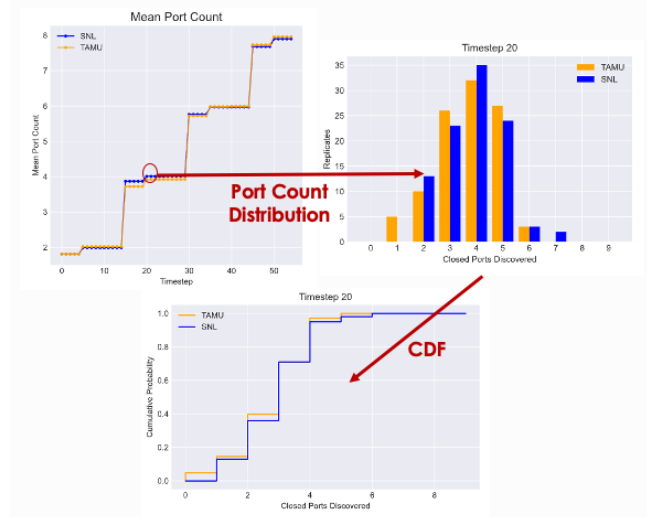 Mean Port Count
SNL
TAMU
8
7
6
5
4
3
2
Mean Port Count
0
10
20
30
40
50
Timestep
Timestep 20
TAMU
SNL
35
30
25
20
15
10
5
0
Replicates
0 1 2 3 4 5 6 7 8 9
Closed Ports Discovered
Port Count
Distribution
Timestep 20
TAMU
SNL
1.0
0.8
0.6
0.4
0.2
0.0
Cumulative Probability
0 2 4 6 8
Closed Ports Discovered
CDF